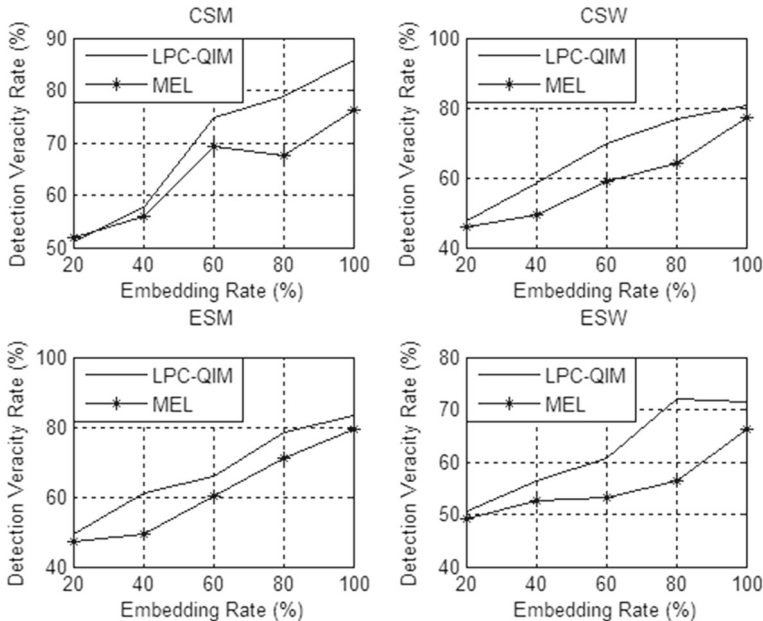 CSM
Detection Veracity Rate (%)
90
80
70
60
50
LPC-QIM
MEL
20 40 60 80 100
Embedding Rate (%)
CSW
Detection Veracity Rate (%)
100
80
60
40
LPC-QIM
MEL
20 40 60 80 100
Embedding Rate (%)
ESM
Detection Veracity Rate (%)
100
80
60
40
LPC-QIM
MEL
20 40 60 80 100
Embedding Rate (%)
ESW
Detection Veracity Rate (%)
80
70
60
50
40
LPC-QIM
MEL
20 40 60 80 100
Embedding Rate (%)